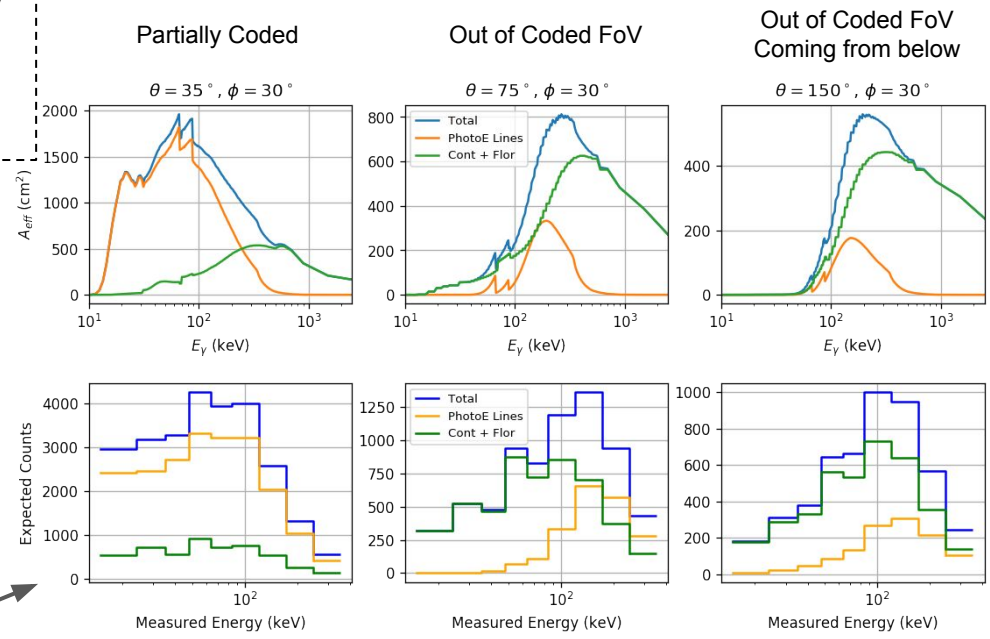 Partially Coded
Out of Coded FoV
Out of Coded FoV
Coming from below
θ = 35°, ϕ = 30°
θ = 75°, ϕ = 30°
θ = 150°, ϕ = 30°
2000
1500
1000
500
0
A_eff (cm²)
10¹
10²
10³
E_γ (keV)
800
600
400
200
0
Total
PhotoE Lines
Cont + Flor
10¹
10²
10³
E_γ (keV)
400
200
0
10¹
10²
10³
E_γ (keV)
4000
3000
2000
1000
0
Expected Counts
10²
Measured Energy (keV)
1250
1000
750
500
250
0
Total
PhotoE Lines
Cont + Flor
10²
Measured Energy (keV)
1000
800
600
400
200
0
10²
Measured Energy (keV)